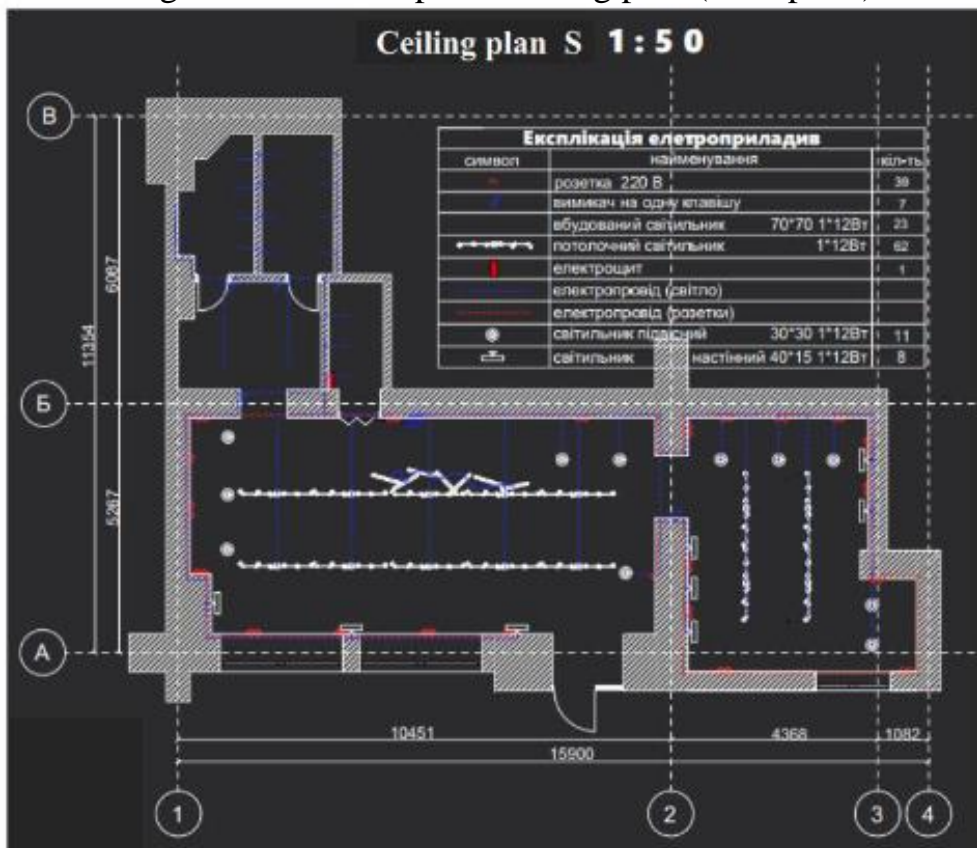 Ceiling plan S 1:50
В
Експлікація елетроприладив
символ найменування кіл-ть
розетка 220 В 39
вимикач на одну клавішу 7
вбудований світильник 70*70 1*12Вт 23
потолочний світильник 1*12Вт 62
електрощит 1
електропровід (світло)
електропровід (розетки)
світильник підвісний 30*30 1*12Вт 11
світильник настінний 40*15 1*12Вт 8
6087
11354
Б
5267
А
10451 4368 1082
15900
1 2 3 4